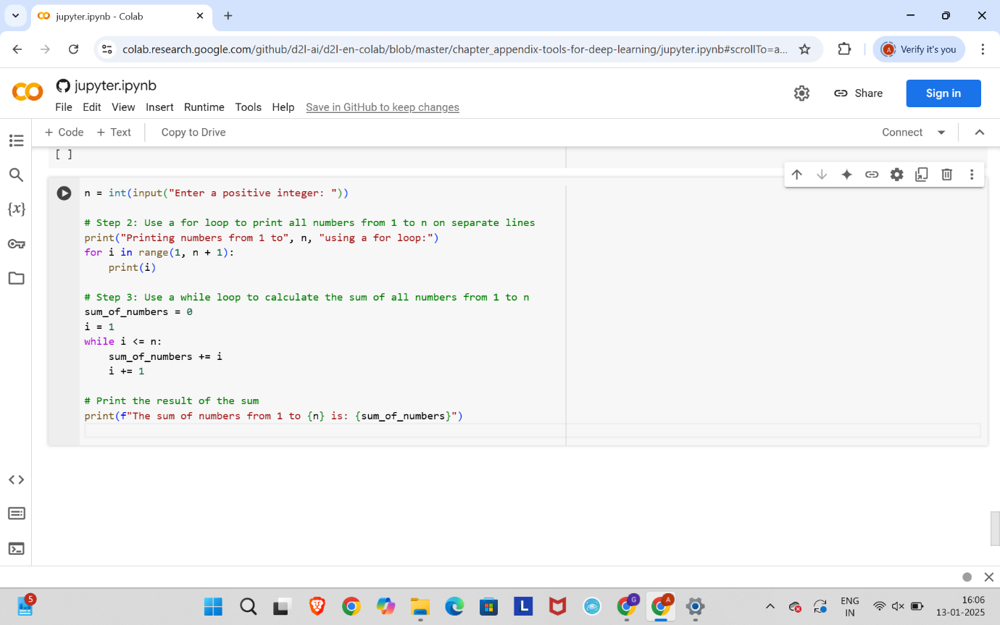 jupyter.ipynb - Colab
colab.research.google.com/github/d2l-ai/d2l-en-colab/blob/master/chapter_appendix-tools-for-deep-learning/jupyter.ipynb#scrollTo=a...
A
Verify it's you
jupyter.ipynb
Share
Sign in
File Edit View Insert Runtime Tools Help Save in GitHub to keep changes
+ Code + Text Copy to Drive
Connect
[ ]
{x}
n = int(input("Enter a positive integer: "))
# Step 2: Use a for loop to print all numbers from 1 to n on separate lines
print("Printing numbers from 1 to", n, "using a for loop:")
for i in range(1, n + 1):
    print(i)
# Step 3: Use a while loop to calculate the sum of all numbers from 1 to n
sum_of_numbers = 0
i = 1
while i <= n:
    sum_of_numbers += i
    i += 1
# Print the result of the sum
print(f"The sum of numbers from 1 to {n} is: {sum_of_numbers}")
5
L
G
A
ENG
IN
16:06
13-01-2025